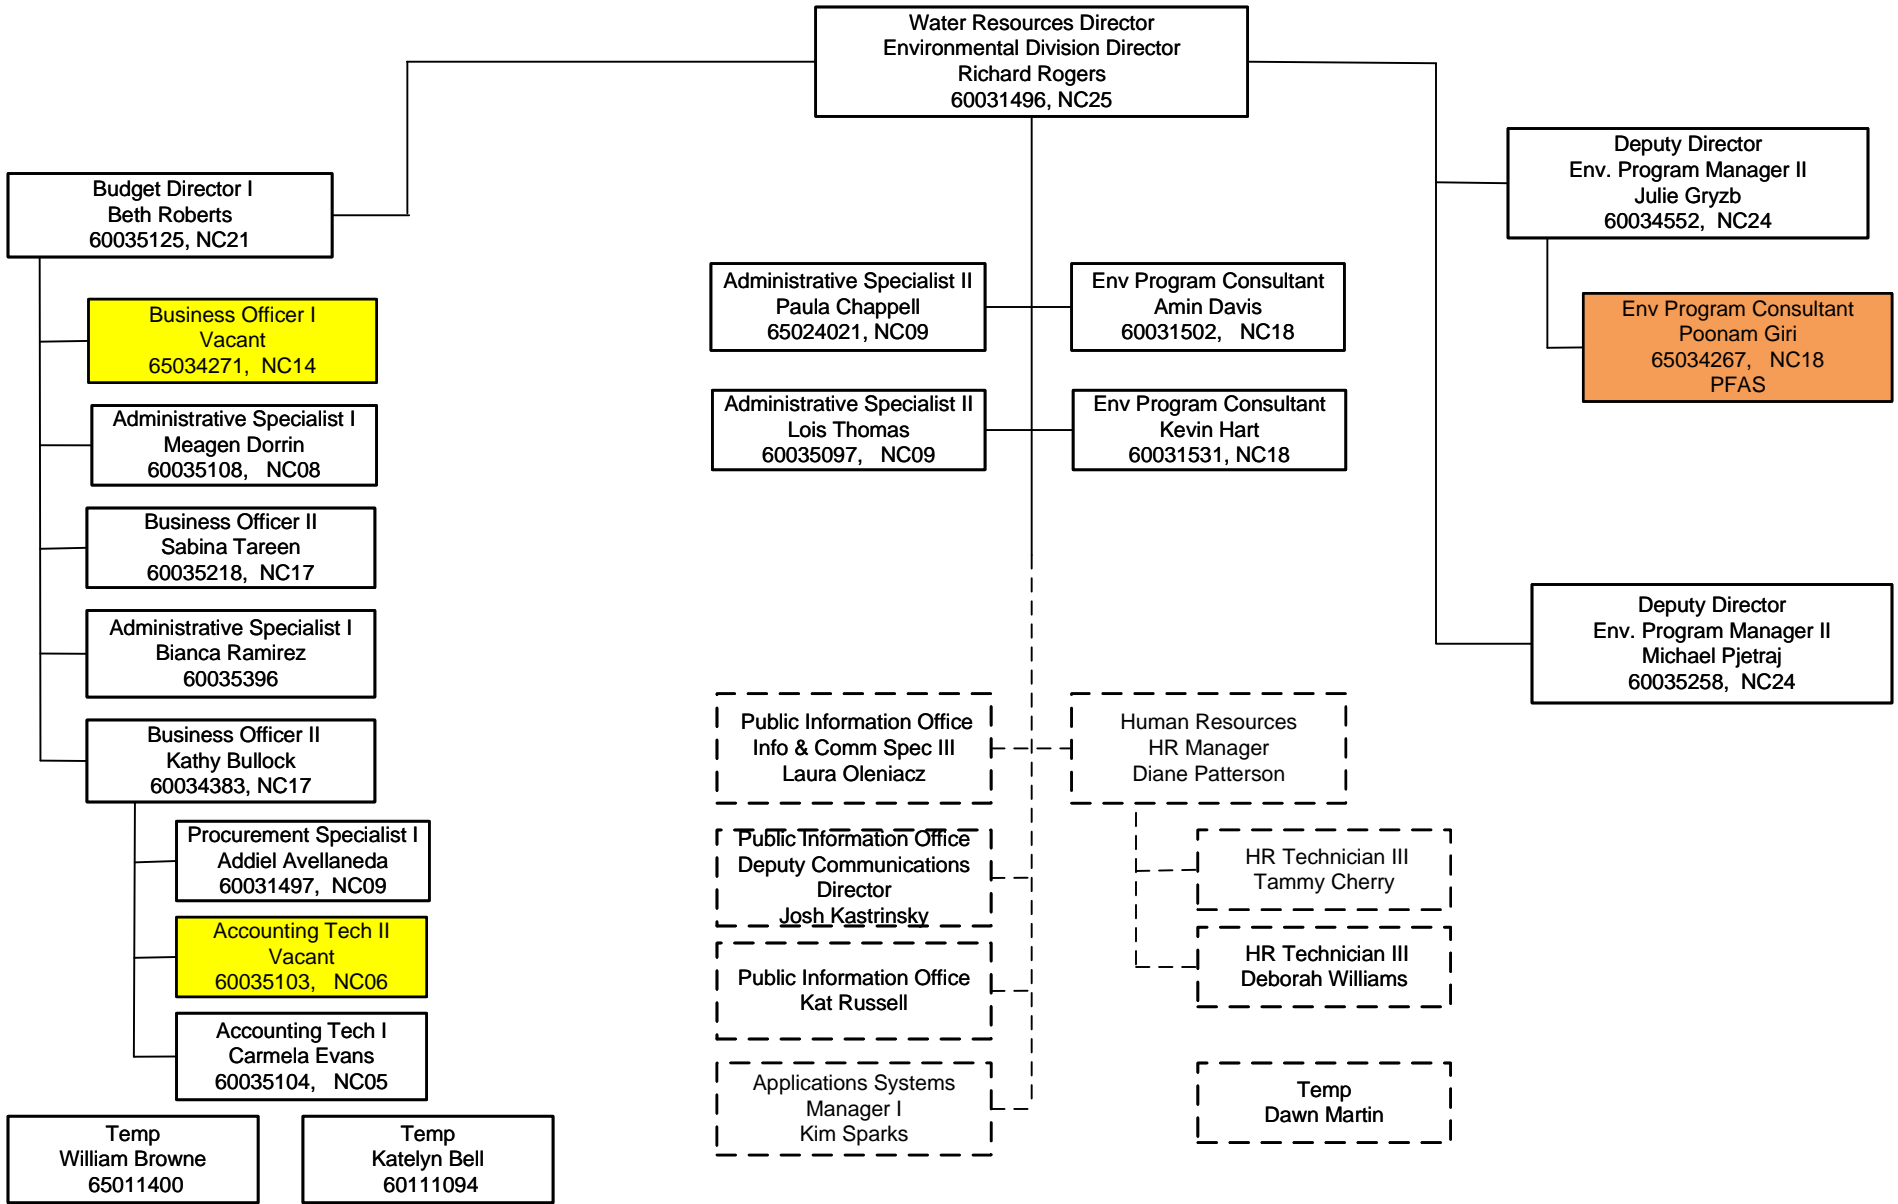 Water Resources Director
Environmental Division Director
Richard Rogers
60031496, NC25
Budget Director I
Beth Roberts
60035125, NC21
Business Officer I
Vacant
65034271, NC14
Administrative Specialist I
Meagen Dorrin
60035108, NC08
Business Officer II
Sabina Tareen
60035218, NC17
Administrative Specialist I
Bianca Ramirez
60035396
Business Officer II
Kathy Bullock
60034383, NC17
Procurement Specialist I
Addiel Avellaneda
60031497, NC09
Accounting Tech II
Vacant
60035103, NC06
Accounting Tech I
Carmela Evans
60035104, NC05
Temp
William Browne
65011400
Temp
Katelyn Bell
60111094
Administrative Specialist II
Paula Chappell
65024021, NC09
Env Program Consultant
Amin Davis
60031502, NC18
Administrative Specialist II
Lois Thomas
60035097, NC09
Env Program Consultant
Kevin Hart
60031531, NC18
Public Information Office
Info & Comm Spec III
Laura Oleniacz
Human Resources
HR Manager
Diane Patterson
Public Information Office
Deputy Communications
Director
Josh Kastrinsky
HR Technician III
Tammy Cherry
Public Information Office
Kat Russell
HR Technician III
Deborah Williams
Applications Systems
Manager I
Kim Sparks
Temp
Dawn Martin
Deputy Director
Env. Program Manager II
Julie Gryzb
60034552, NC24
Env Program Consultant
Poonam Giri
65034267, NC18
PFAS
Deputy Director
Env. Program Manager II
Michael Pjetraj
60035258, NC24